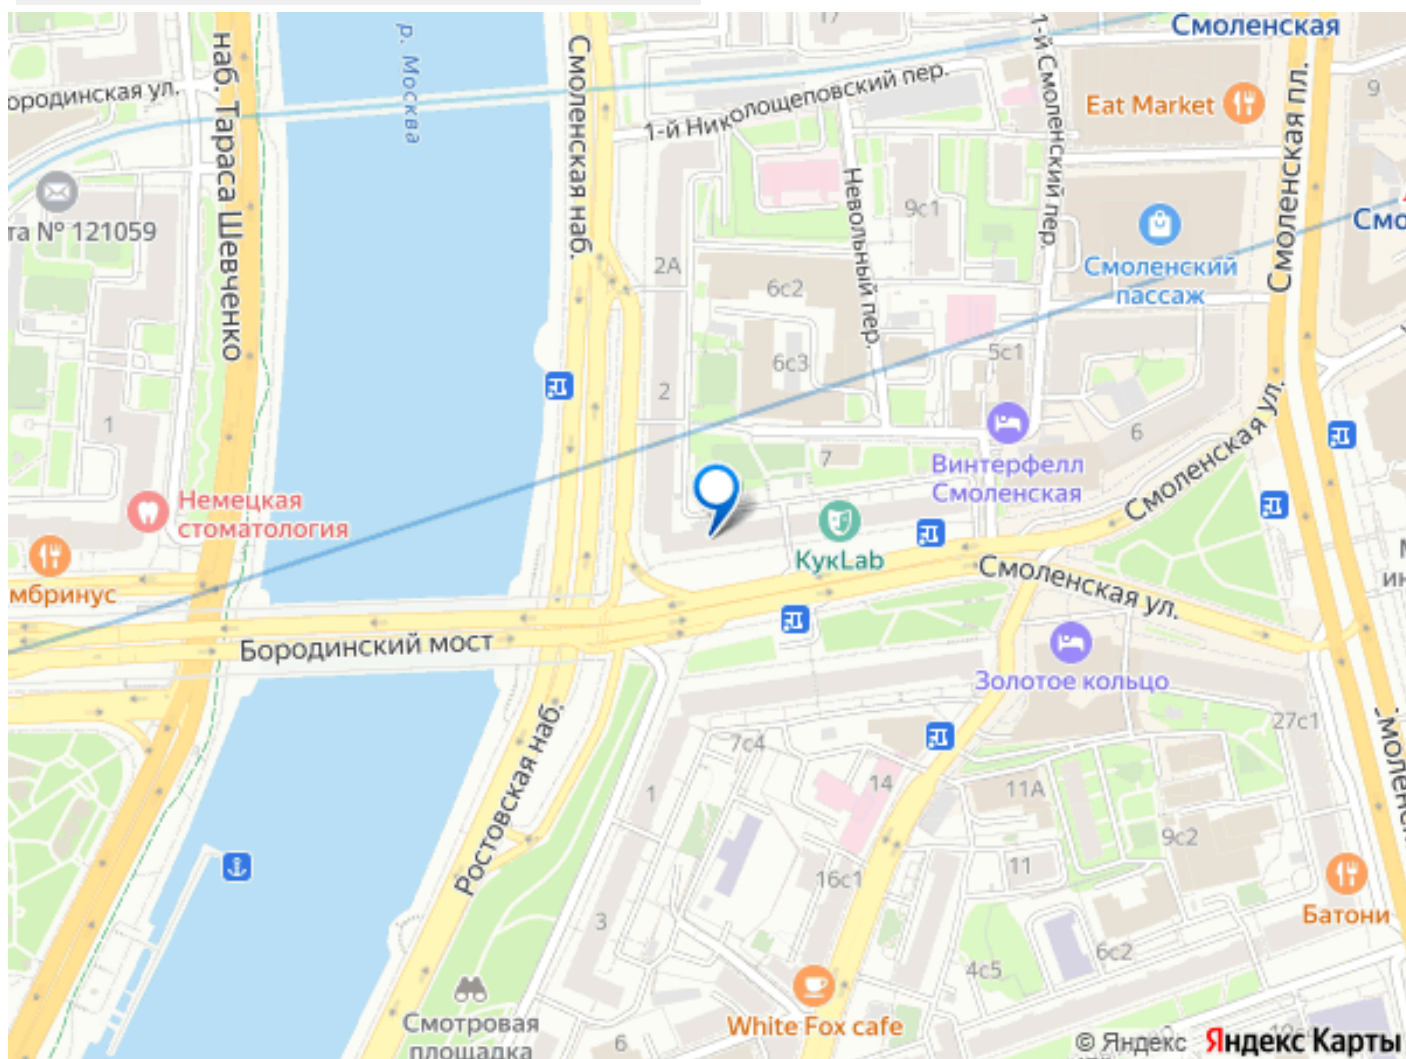 17
Смоленская
р. Москва
Смоленская наб.
наб. Тараса Шевченко
ородинская ул.
1-й Николощеповский пер.
1-й Смоленский пер.
Eat Market
9
Смоленская пл.
та № 121059
Невольный пер.
9с1
Смо
2А
6с2
Смоленский
пассаж
6с3
5с1
2
1
6
7
Винтерфелл
Смоленская
Смоленская ул.
Немецкая
стоматология
КукLab
мбринус
ин
Смоленская ул.
Бородинский мост
Золотое кольцо
27с1
7с4
Ростовская наб.
1
14
11А
9с2
11
16с1
Батони
3
6с2
4с5
White Fox cafe
Смотровая
площадка
6
© Яндекс Яндекс Карты